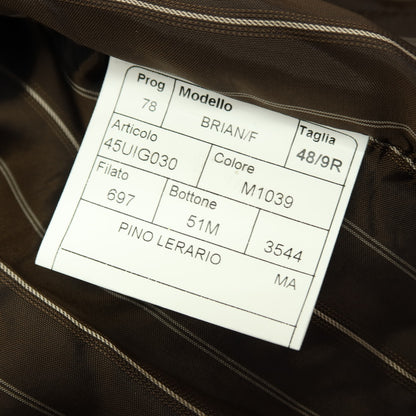 Prog Modello Taglia
78 BRIAN/F 48/9R
Articolo Colore
45UIG030 M1039
Filato Bottone
697 51M 3544
PINO LERARIO MA